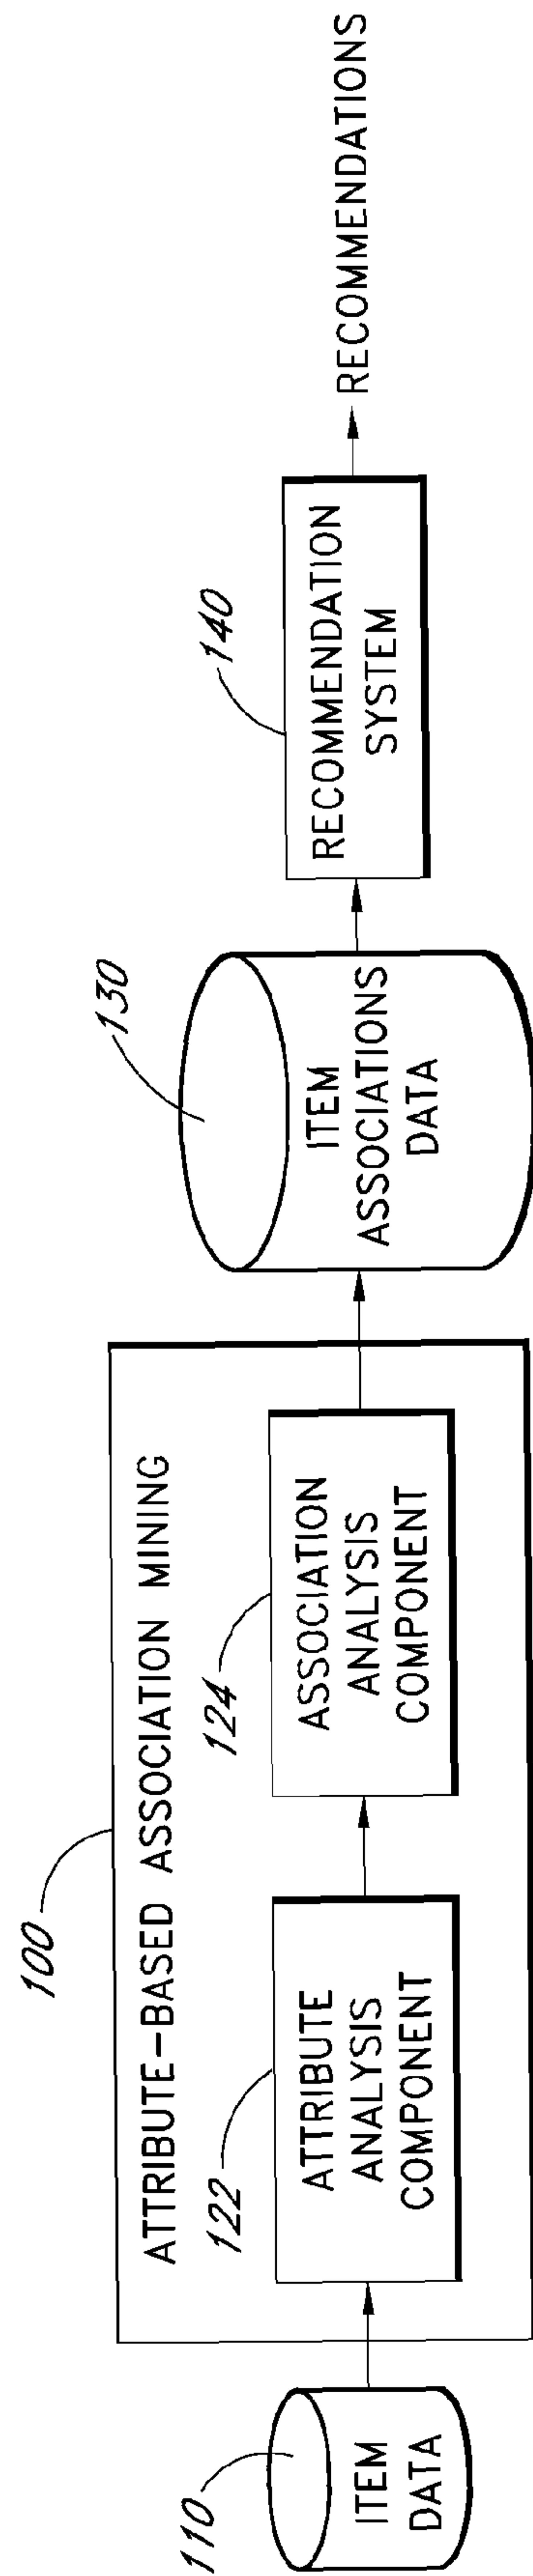 100
ATTRIBUTE-BASED ASSOCIATION MINING
110
ITEM
DATA
122
ATTRIBUTE
ANALYSIS
COMPONENT
124
ASSOCIATION
ANALYSIS
COMPONENT
130
ITEM
ASSOCIATIONS
DATA
140
RECOMMENDATION
SYSTEM
RECOMMENDATIONS